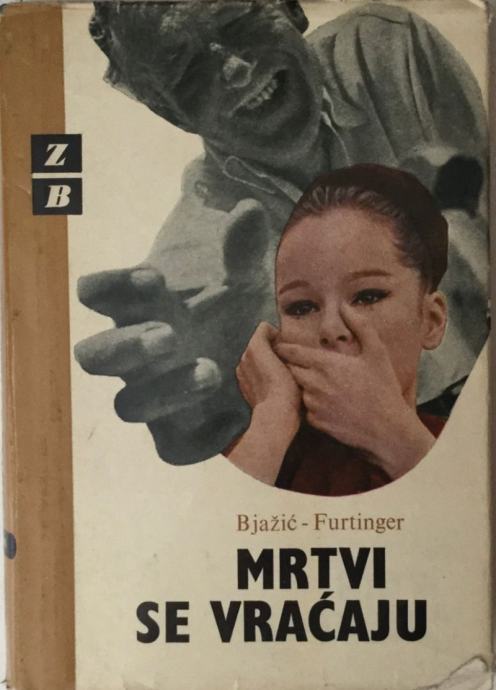 Z
B
Bjažić - Furtinger
MRTVI
SE VRAĆAJU